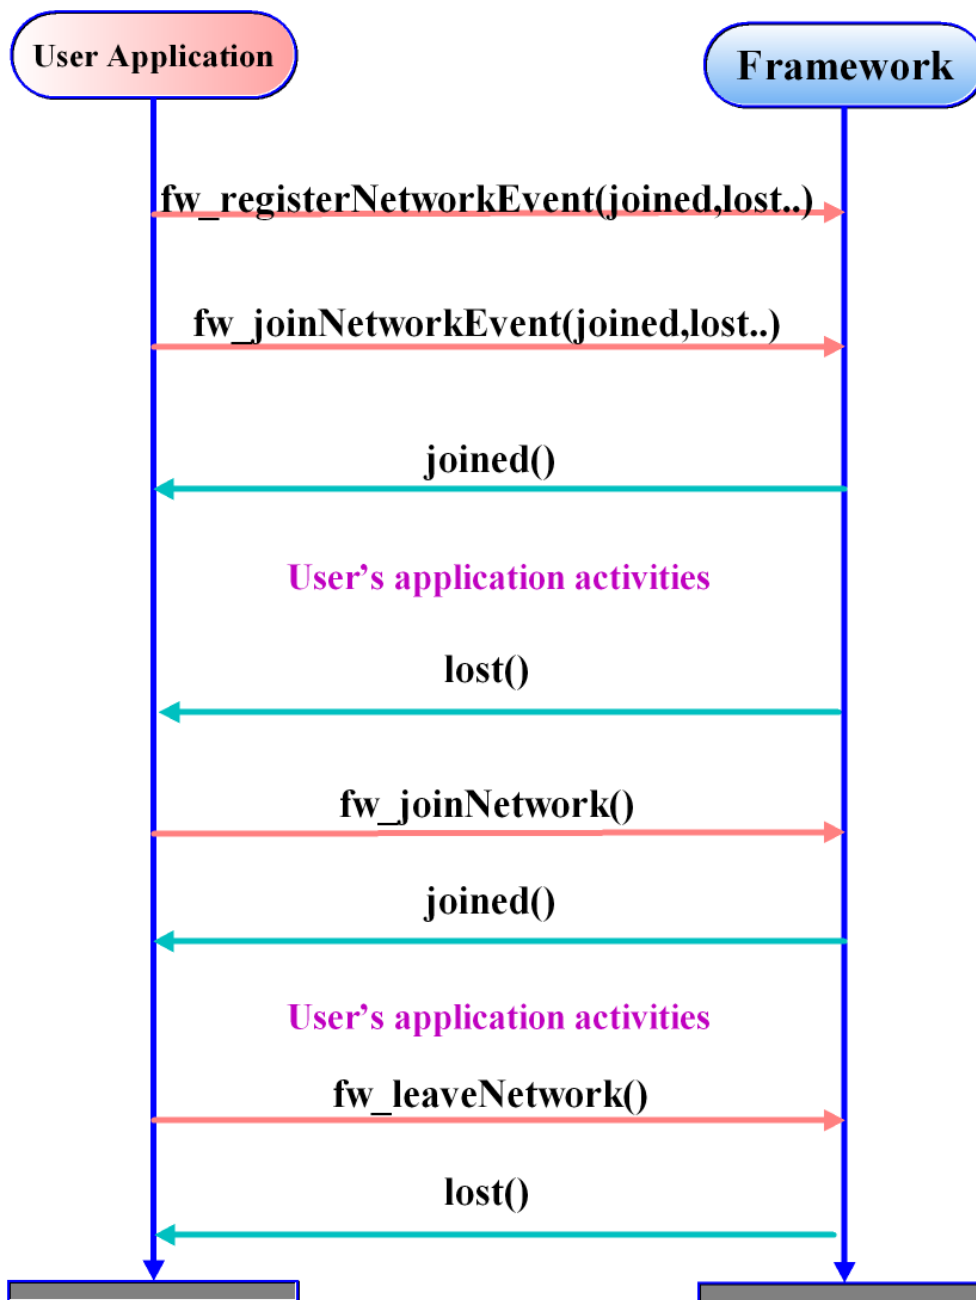 User Application
Framework
fw_registerNetworkEvent(joined,lost..)
fw_joinNetworkEvent(joined,lost..)
joined()
User’s application activities
lost()
fw_joinNetwork()
joined()
User’s application activities
fw_leaveNetwork()
lost()